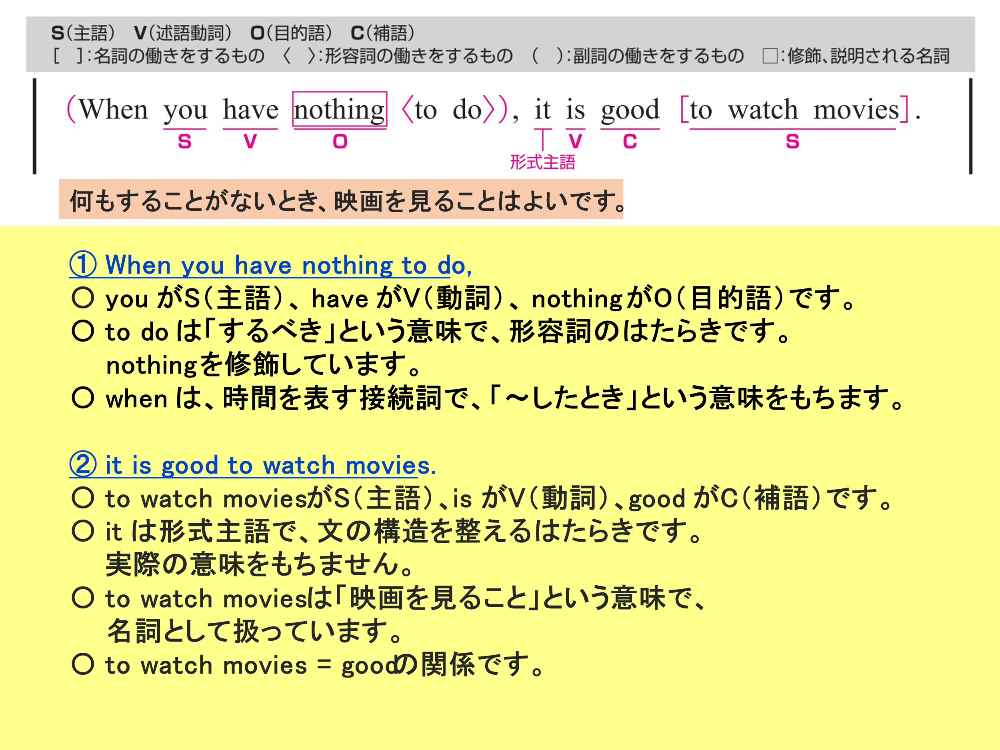 S（主語）　V（述語動詞）　O（目的語）　C（補語）
[　]：名詞の働きをするもの　〈　〉：形容詞の働きをするもの　（　）：副詞の働きをするもの　□：修飾、説明される名詞
(When you have nothing 〈to do〉), it is good [to watch movies].
S V O V C S
形式主語
何もすることがないとき、映画を見ることはよいです。
① When you have nothing to do,
○ you がS（主語）、have がV（動詞）、nothingがO（目的語）です。
○ to do は「するべき」という意味で、形容詞のはたらきです。
nothingを修飾しています。
○ when は、時間を表す接続詞で、「～したとき」という意味をもちます。
② it is good to watch movies.
○ to watch moviesがS（主語）、is がV（動詞）、good がC（補語）です。
○ it は形式主語で、文の構造を整えるはたらきです。
実際の意味をもちません。
○ to watch moviesは「映画を見ること」という意味で、
名詞として扱っています。
○ to watch movies = goodの関係です。